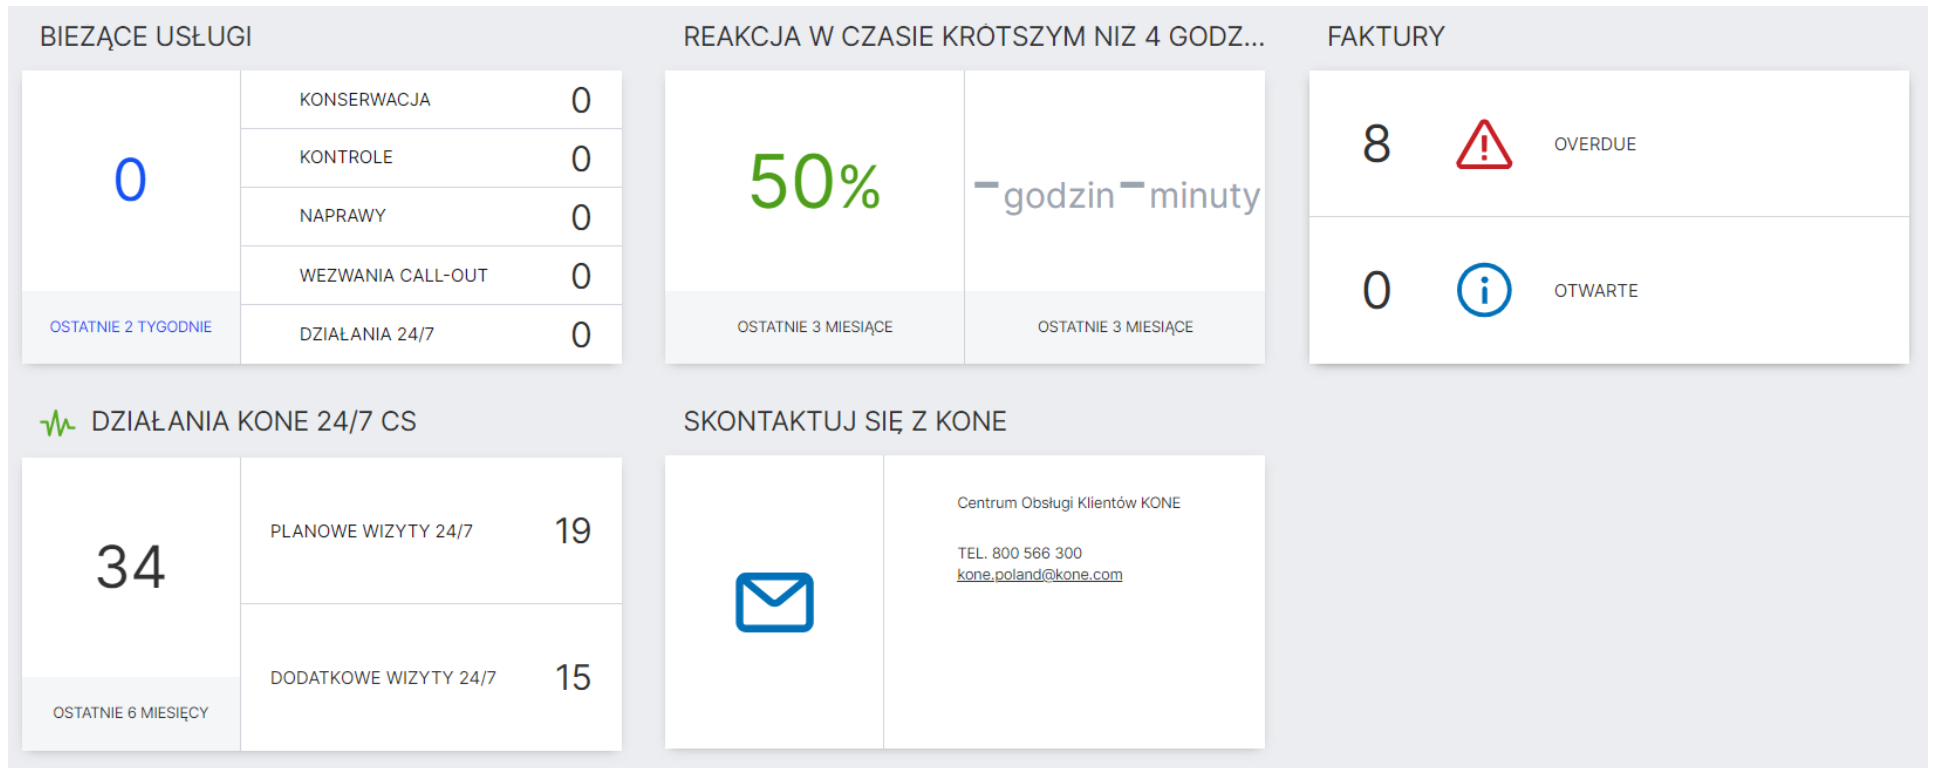 BIEZĄCE USŁUGI
0
OSTATNIE 2 TYGODNIE
KONSERWACJA 0
KONTROLE 0
NAPRAWY 0
WEZWANIA CALL-OUT 0
DZIAŁANIA 24/7 0
REAKCJA W CZASIE KRÓTSZYM NIZ 4 GODZ...
50%
OSTATNIE 3 MIESIĄCE
-godzin-minuty
OSTATNIE 3 MIESIĄCE
FAKTURY
8 OVERDUE
0 OTWARTE
DZIAŁANIA KONE 24/7 CS
34
OSTATNIE 6 MIESIĘCY
PLANOWE WIZYTY 24/7 19
DODATKOWE WIZYTY 24/7 15
SKONTAKTUJ SIĘ Z KONE
Centrum Obsługi Klientów KONE
TEL. 800 566 300
kone.poland@kone.com